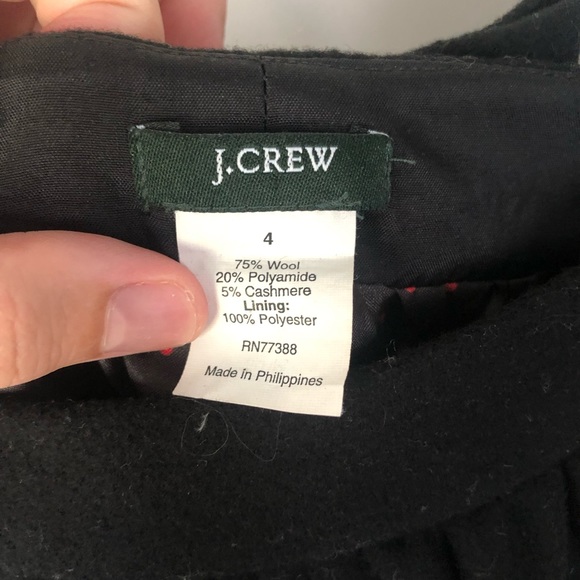 J.CREW
4
75% Wool
20% Polyamide
5% Cashmere
Lining:
100% Polyester
RN77388
Made in Philippines